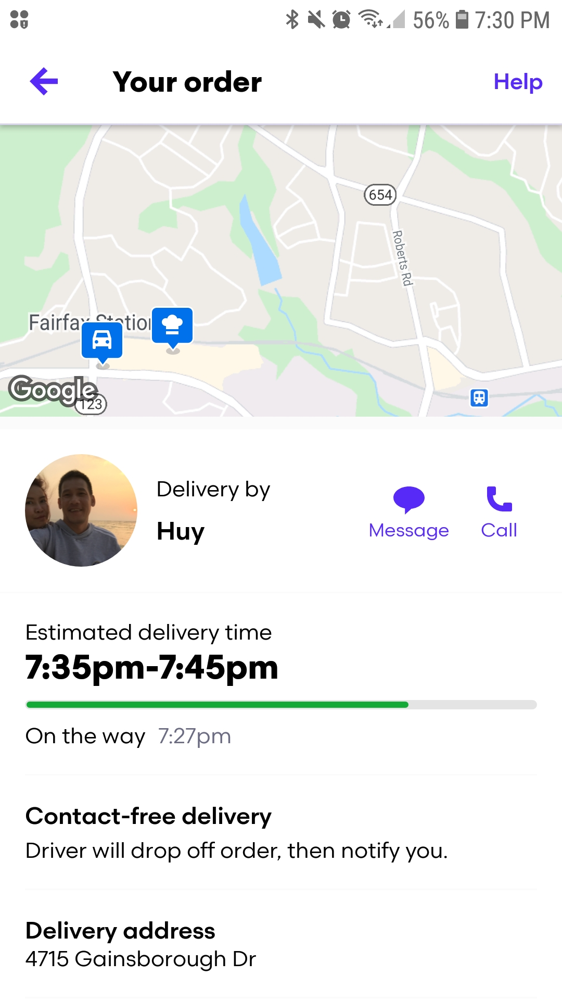 56% 7:30 PM
Your order
Help
654
Roberts Rd
Fairfax Station
Google
123
Delivery by
Huy
Message
Call
Estimated delivery time
7:35pm-7:45pm
On the way 7:27pm
Contact-free delivery
Driver will drop off order, then notify you.
Delivery address
4715 Gainsborough Dr